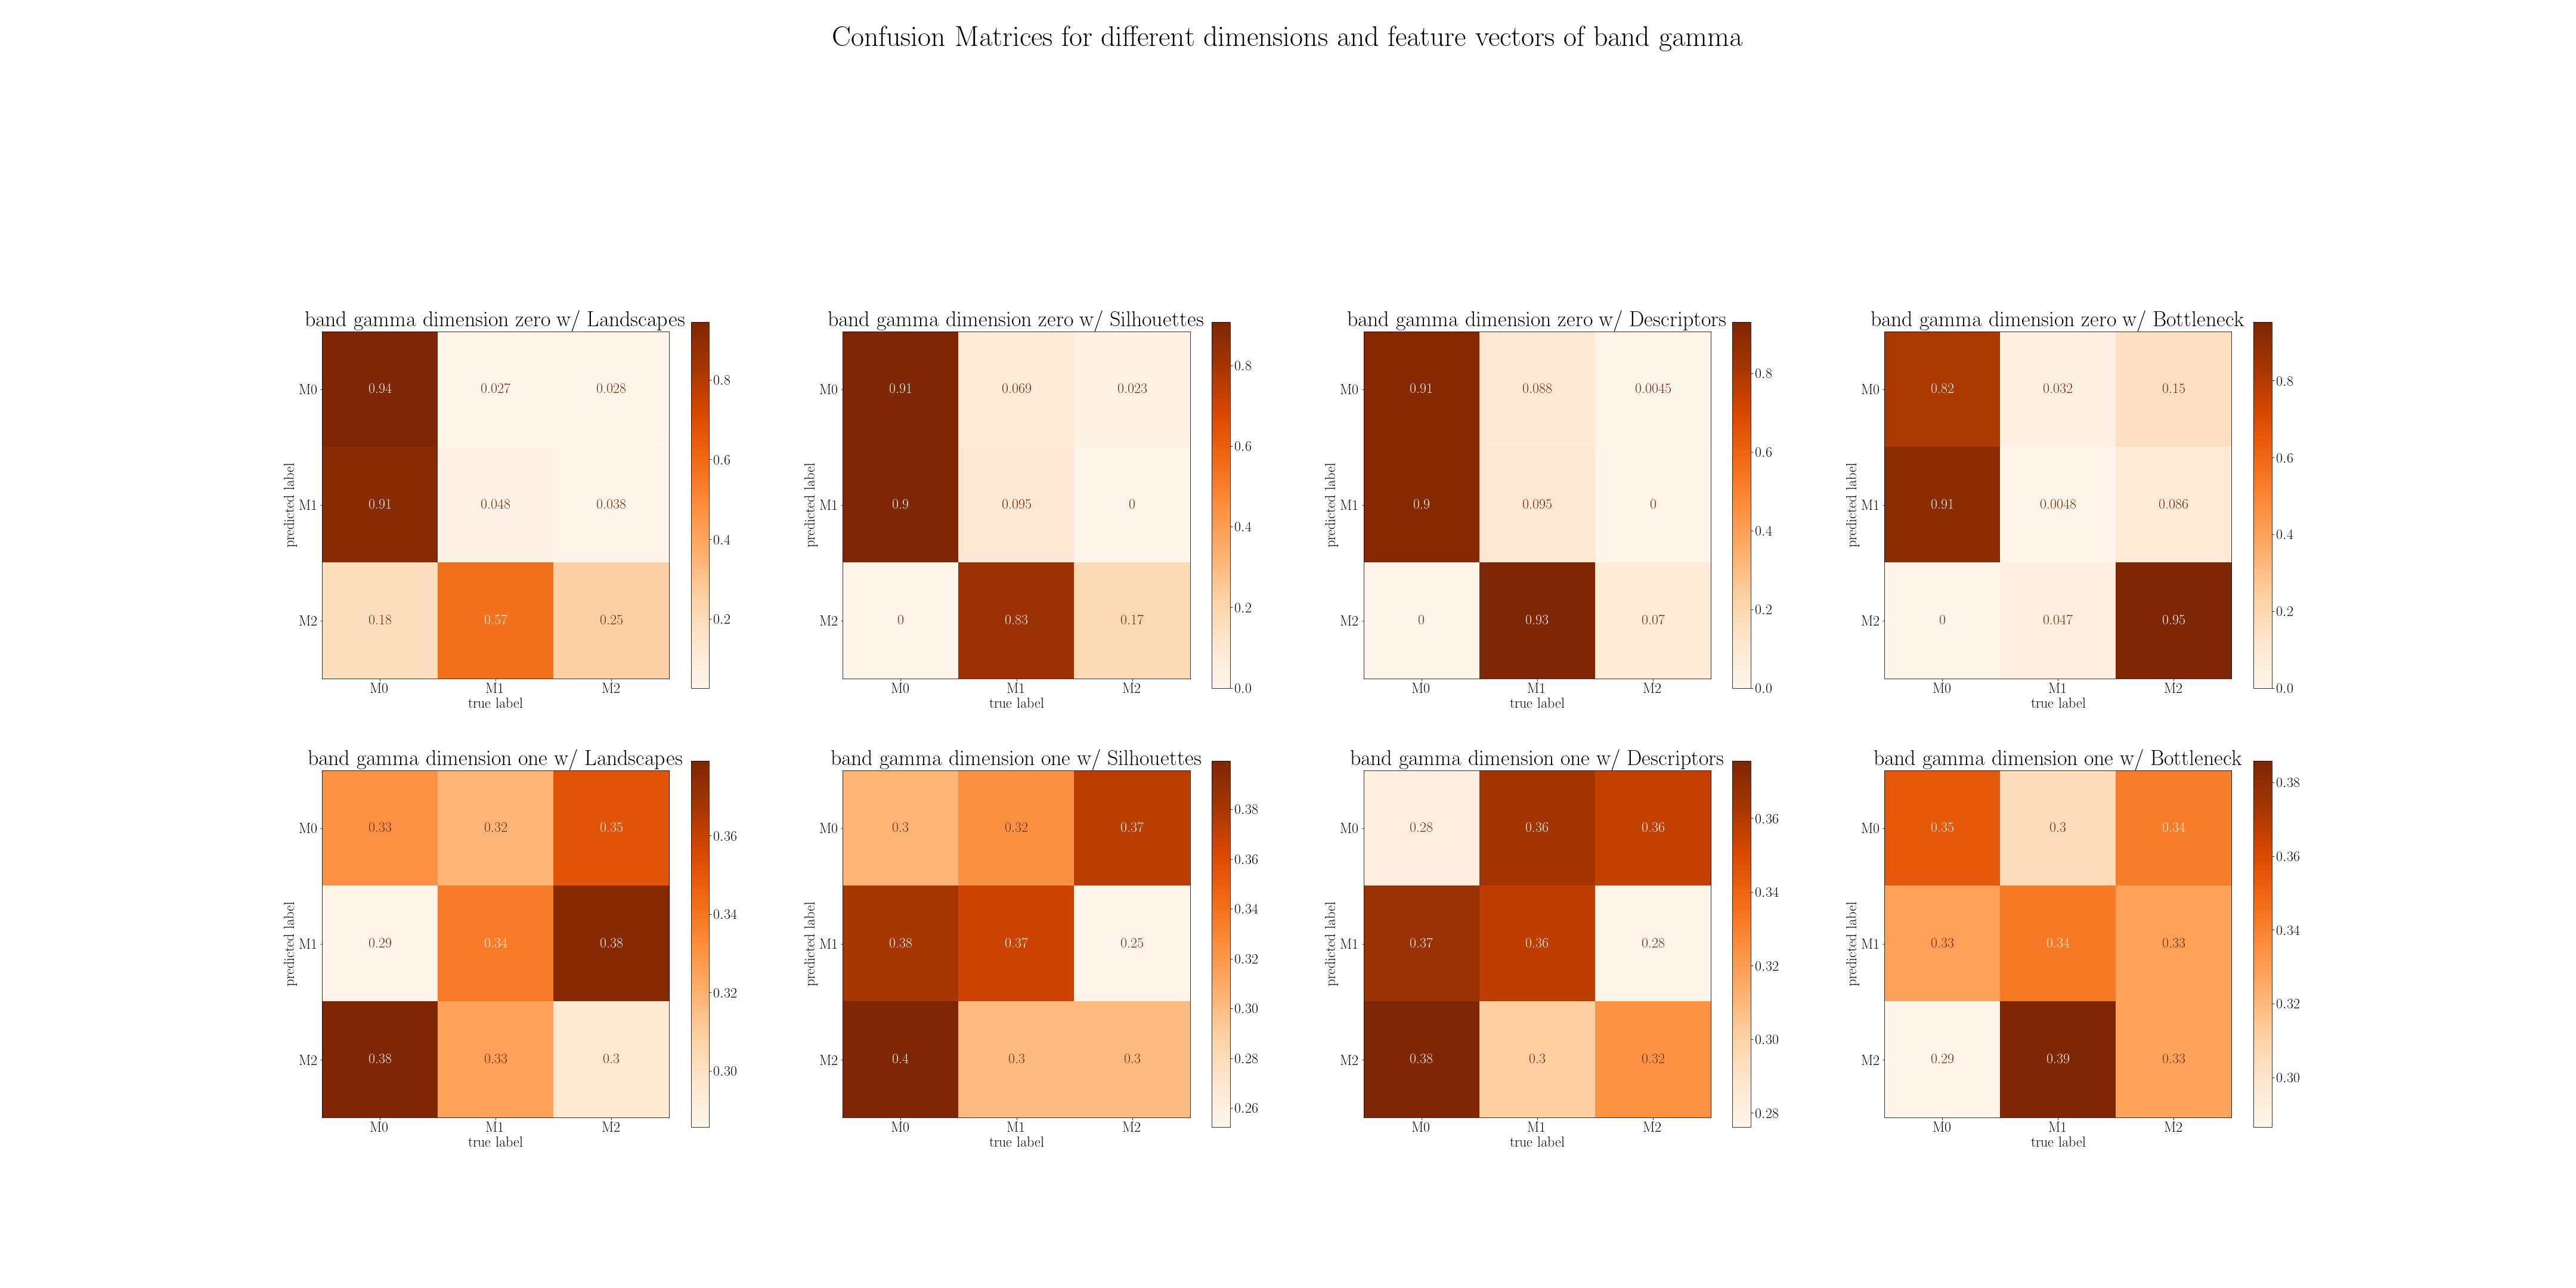 Confusion Matrices for different dimensions and feature vectors of band gamma
band gamma dimension zero w/ Landscapes
M0 0.94 0.027 0.028
M1 0.91 0.048 0.038
M2 0.18 0.57 0.25
M0 M1 M2
predicted label
true label
0.8
0.6
0.4
0.2
band gamma dimension zero w/ Silhouettes
M0 0.91 0.069 0.023
M1 0.9 0.095 0
M2 0 0.83 0.17
M0 M1 M2
predicted label
true label
0.8
0.6
0.4
0.2
0.0
band gamma dimension zero w/ Descriptors
M0 0.91 0.088 0.0045
M1 0.9 0.095 0
M2 0 0.93 0.07
M0 M1 M2
predicted label
true label
0.8
0.6
0.4
0.2
0.0
band gamma dimension zero w/ Bottleneck
M0 0.82 0.032 0.15
M1 0.91 0.0048 0.086
M2 0 0.047 0.95
M0 M1 M2
predicted label
true label
0.8
0.6
0.4
0.2
0.0
band gamma dimension one w/ Landscapes
M0 0.33 0.32 0.35
M1 0.29 0.34 0.38
M2 0.38 0.33 0.3
M0 M1 M2
predicted label
true label
0.36
0.34
0.32
0.30
band gamma dimension one w/ Silhouettes
M0 0.3 0.32 0.37
M1 0.38 0.37 0.25
M2 0.4 0.3 0.3
M0 M1 M2
predicted label
true label
0.38
0.36
0.34
0.32
0.30
0.28
0.26
band gamma dimension one w/ Descriptors
M0 0.28 0.36 0.36
M1 0.37 0.36 0.28
M2 0.38 0.3 0.32
M0 M1 M2
predicted label
true label
0.36
0.34
0.32
0.30
0.28
band gamma dimension one w/ Bottleneck
M0 0.35 0.3 0.34
M1 0.33 0.34 0.33
M2 0.29 0.39 0.33
M0 M1 M2
predicted label
true label
0.38
0.36
0.34
0.32
0.30